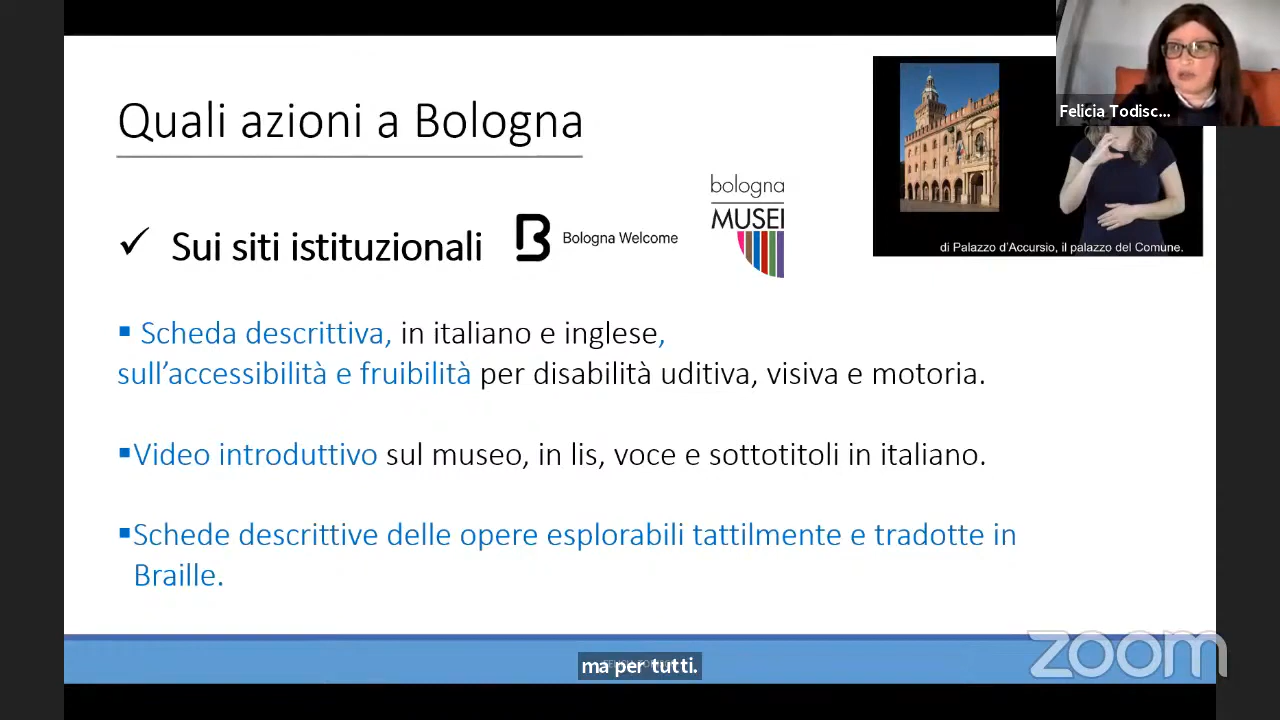 Quali azioni a Bologna
Felicia Todisc...
bologna
MUSEI
✓ Sui siti istituzionali
Bologna Welcome
di Palazzo d'Accursio, il palazzo del Comune.
▪ Scheda descrittiva, in italiano e inglese,
sull’accessibilità e fruibilità per disabilità uditiva, visiva e motoria.
▪Video introduttivo sul museo, in lis, voce e sottotitoli in italiano.
▪Schede descrittive delle opere esplorabili tattilmente e tradotte in
Braille.
ma per tutti.
zoom